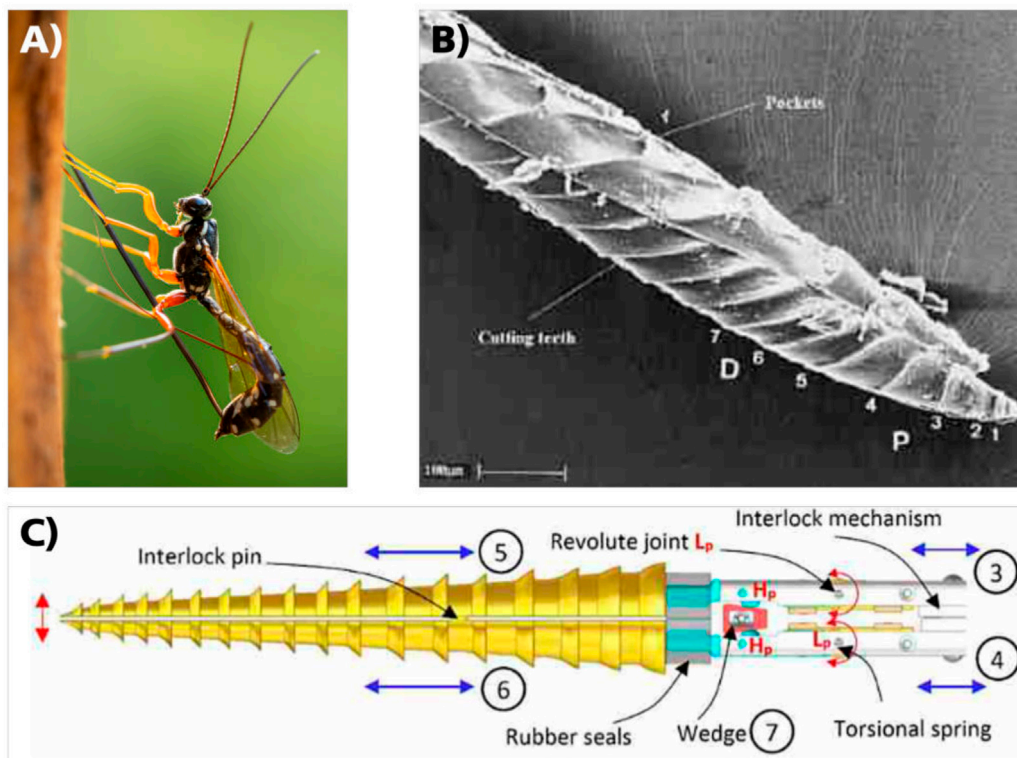 A)
B)
Pockets
Cutting teeth
7
D
6
5
4
P
3
2
1
100um
C)
Interlock pin
5
Revolute joint Lp
Interlock mechanism
3
Hp
Hp
Lp
6
4
Rubber seals
Wedge 7
Torsional spring